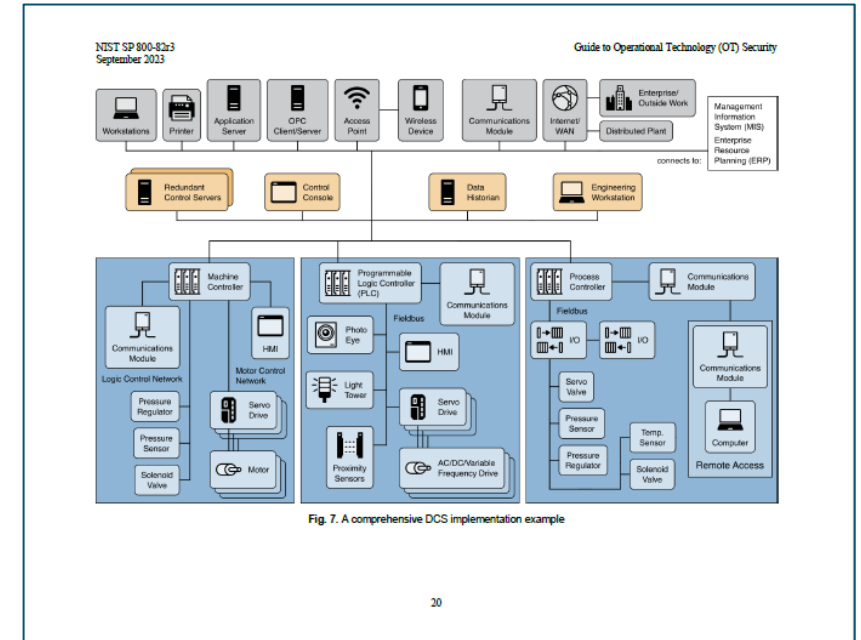 NIST SP 800-82r3
September 2023
Guide to Operational Technology (OT) Security
Workstations
Printer
Application
Server
OPC
Client/Server
Access
Point
Wireless
Device
Communications
Module
Internet/
WAN
Enterprise/
Outside Work
Distributed Plant
connects to:
Management
Information
System (MIS)
Enterprise
Resource
Planning (ERP)
Redundant
Control Servers
Control
Console
Data
Historian
Engineering
Workstation
Machine
Controller
Communications
Module
HMI
Logic Control Network
Motor Control
Network
Pressure
Regulator
Pressure
Sensor
Solenoid
Valve
Servo
Drive
Motor
Programmable
Logic Controller
(PLC)
Communications
Module
Fieldbus
Photo
Eye
HMI
Light
Tower
Servo
Drive
Proximity
Sensors
AC/DC/Variable
Frequency Drive
Process
Controller
Communications
Module
Fieldbus
I/O
I/O
Servo
Valve
Pressure
Sensor
Pressure
Regulator
Temp.
Sensor
Solenoid
Valve
Communications
Module
Computer
Remote Access
Fig. 7. A comprehensive DCS implementation example
20